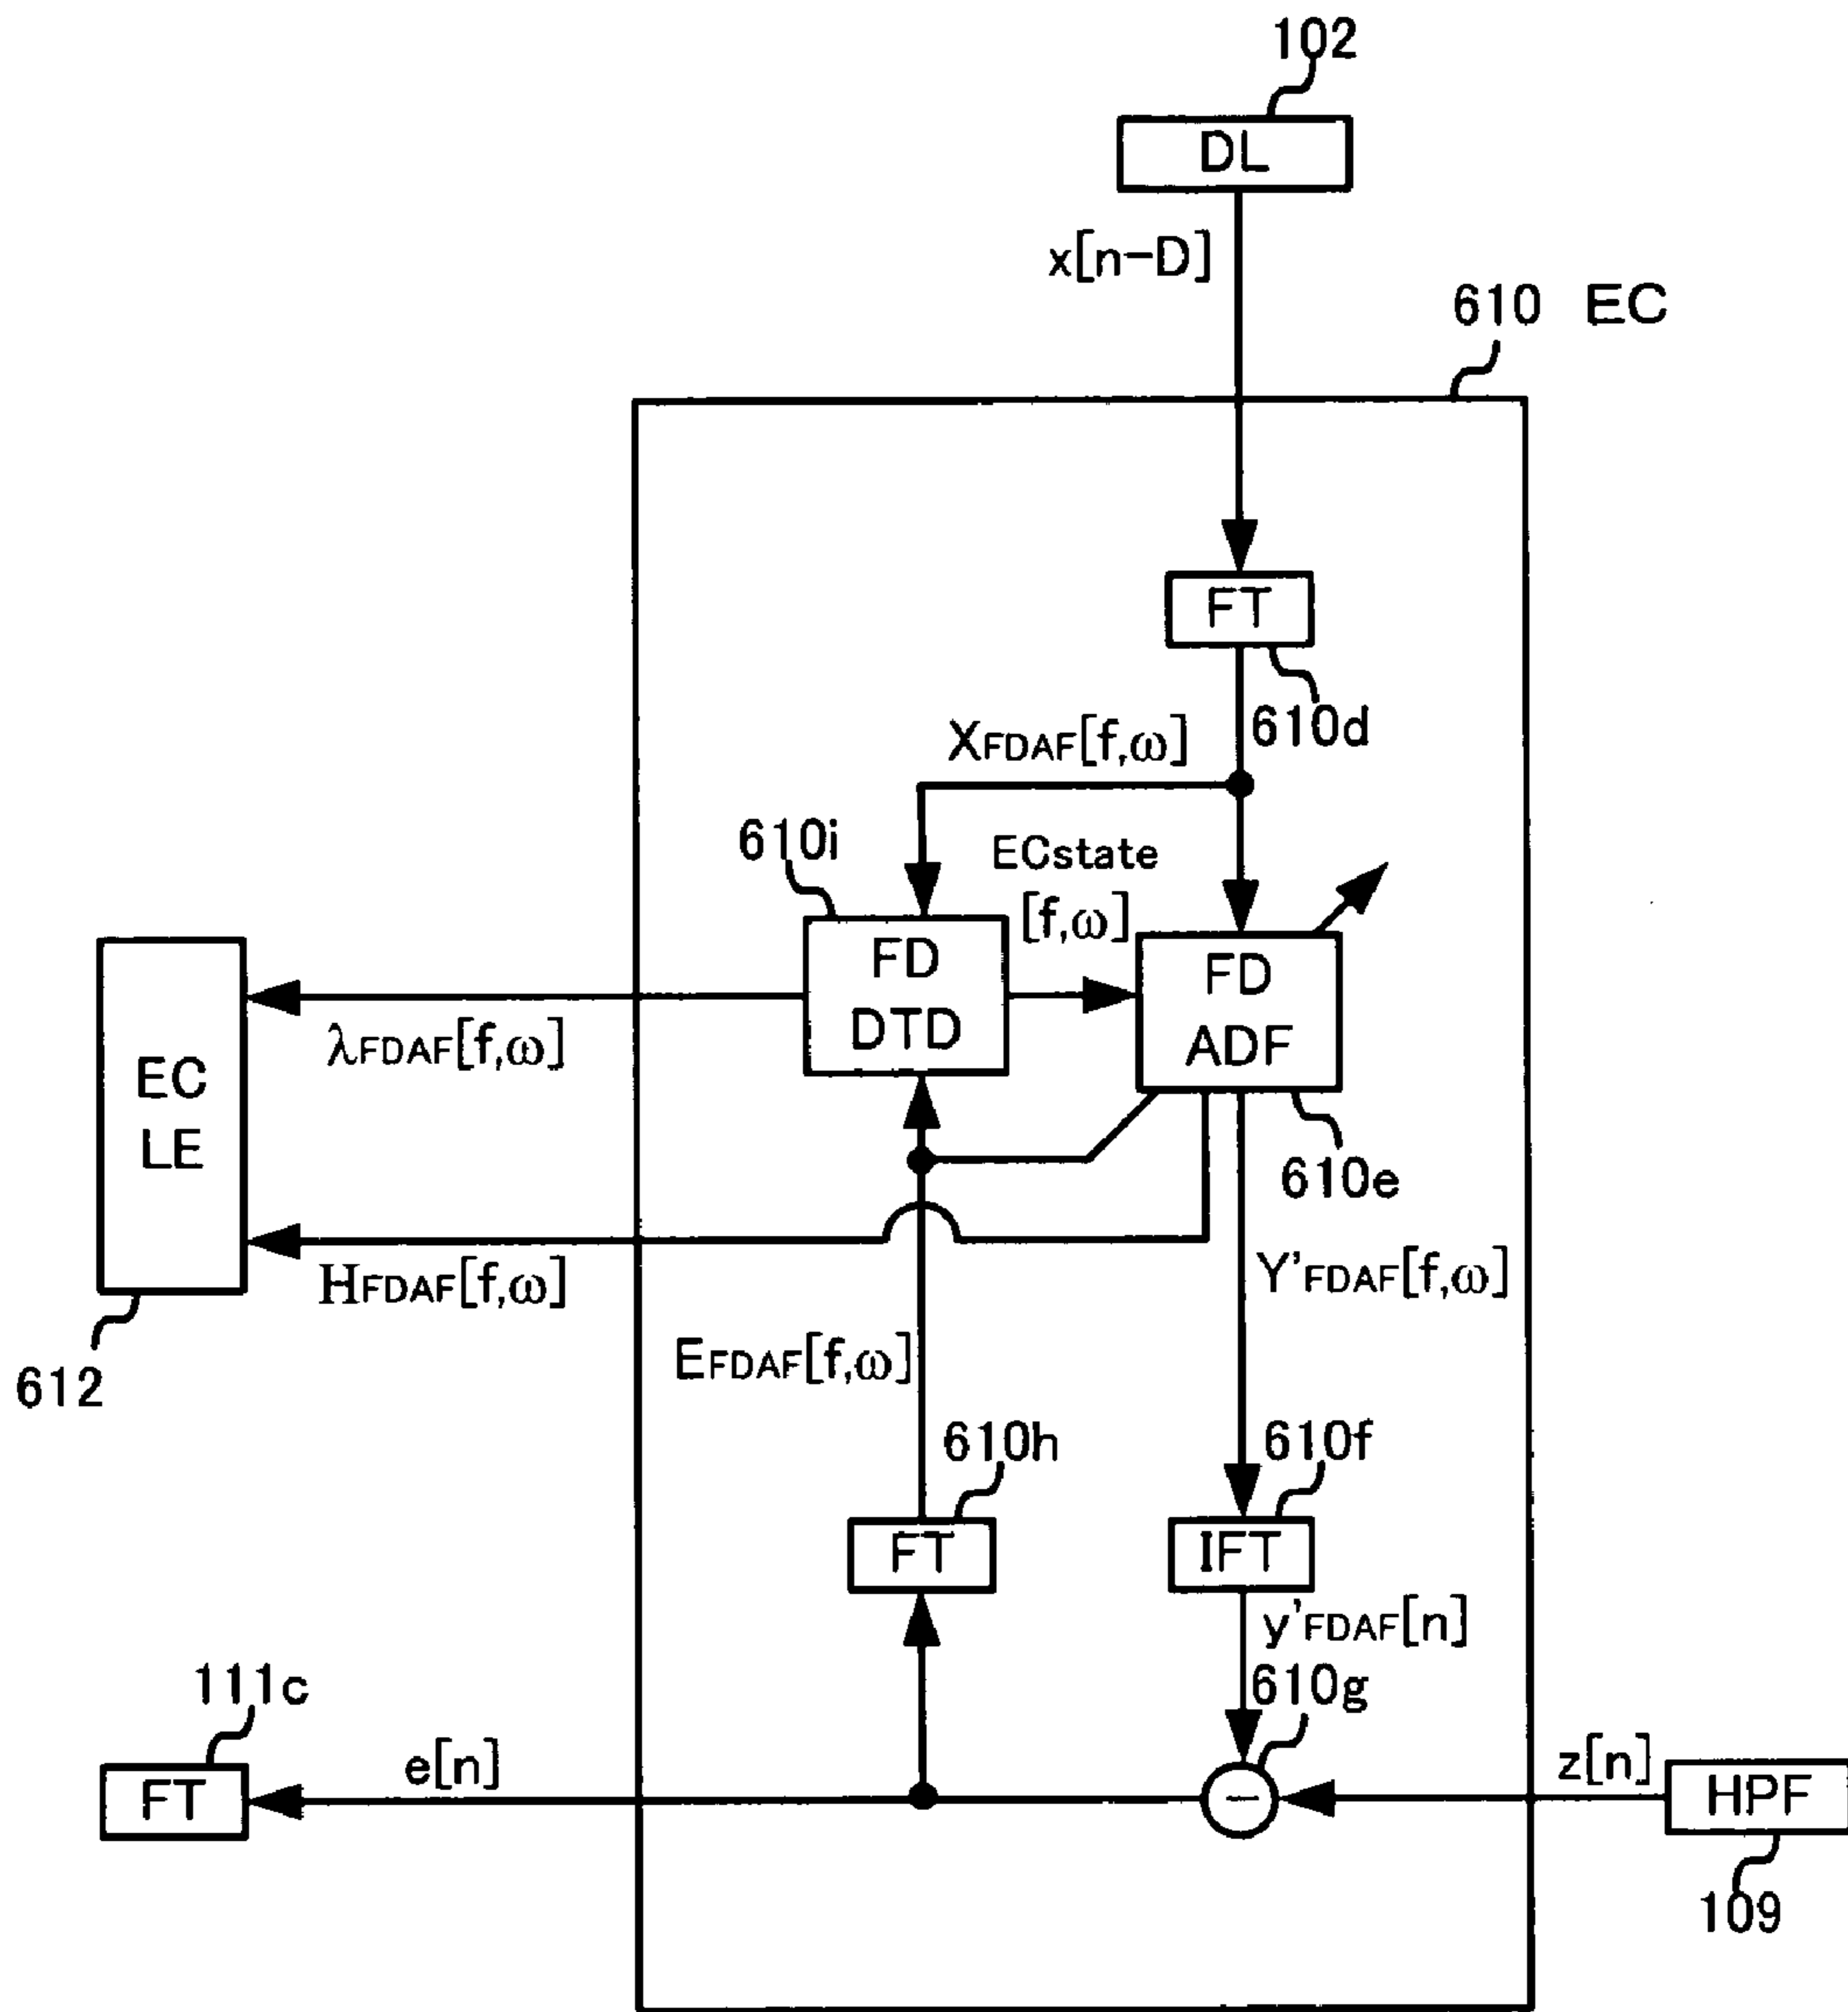 102
DL
x[n-D]
610 EC
FT
610d
XFDAF[f,ω]
610i
ECstate
[f,ω]
FD
DTD
FD
ADF
EC
LE
λFDAF[f,ω]
610e
HFDAF[f,ω]
Y'FDAF[f,ω]
612
EFDAF[f,ω]
610h
610f
FT
IFT
y'FDAF[n]
111c
610g
e[n]
z[n]
FT
−
HPF
109